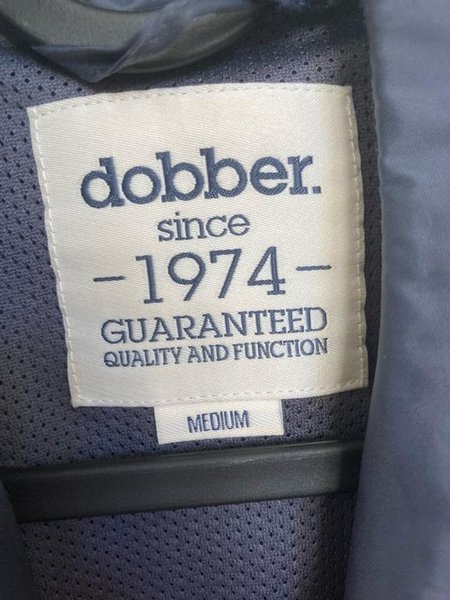 dobber.
since
-1974-
GUARANTEED
QUALITY AND FUNCTION
MEDIUM